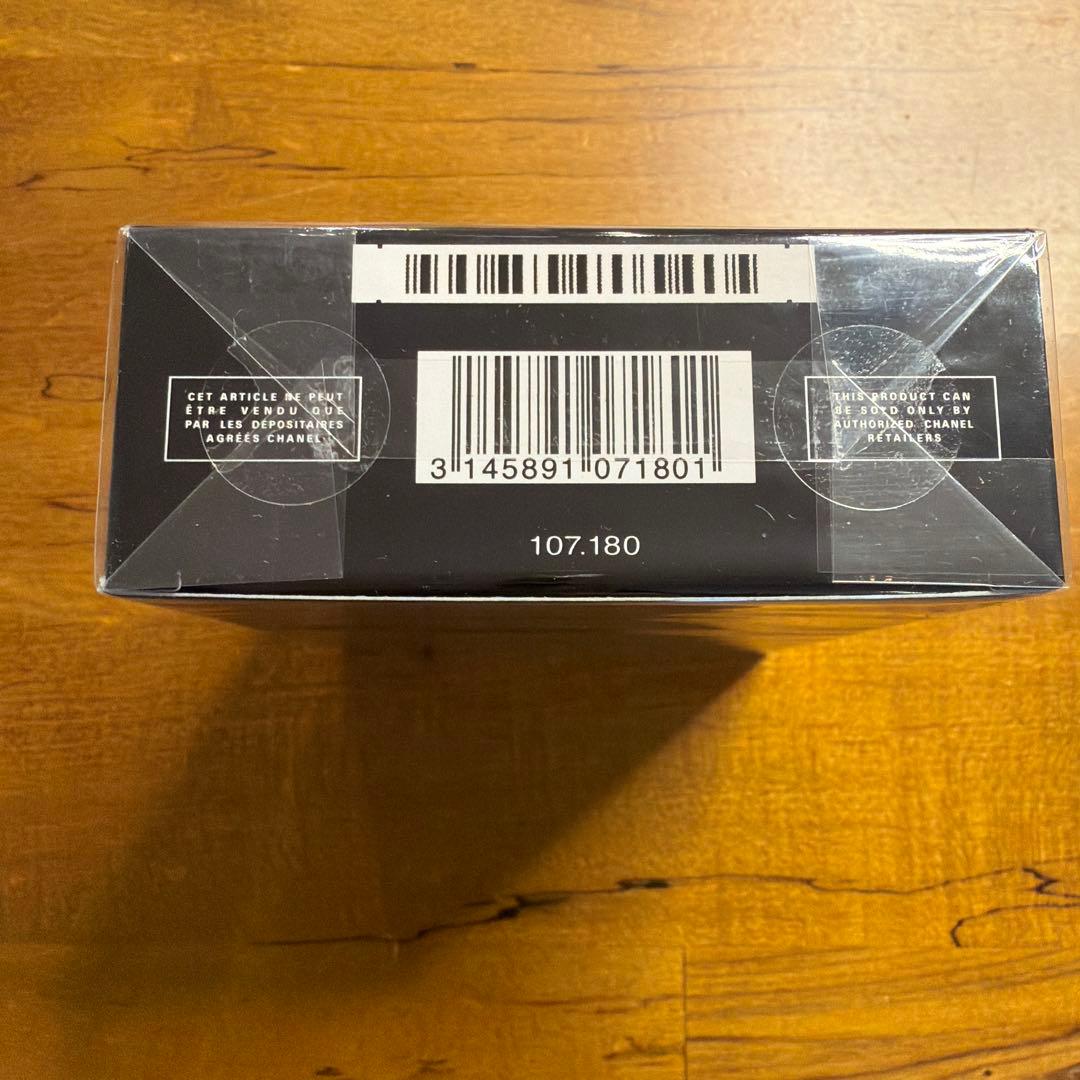 CET ARTICLE NE PEUT
ÊTRE VENDU QUE
PAR LES DÉPOSITAIRES
AGRÉÉS CHANEL.
3 145891 071801
THIS PRODUCT CAN
BE SOLD ONLY BY
AUTHORIZED CHANEL
RETAILERS
107.180